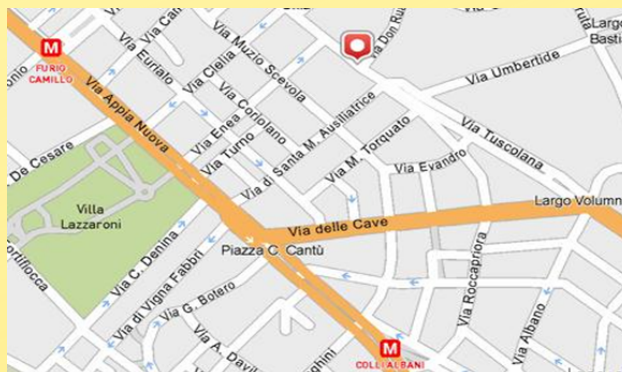 Largo
Basti
Via Don Ru
Via Umbertide
Via Tuscolana
Via Muzio Scevola
Via Clelia
Via Eurialo
M
FURIO
CAMILLO
Via Appia Nuova
Via Enea
Via Coriolano
Via Turno
Via di Santa M. Ausiliatrice
Via M. Torquato
Via Evandro
De Cesare
Villa
Lazzaroni
Largo Volumn
Via delle Cave
Piazza C. Cantù
Via C. Denina
Via di Vigna Fabbri
Via G. Botero
Via A. Davil
Via Roccapriora
Via Albano
M
COLLI ALBANI